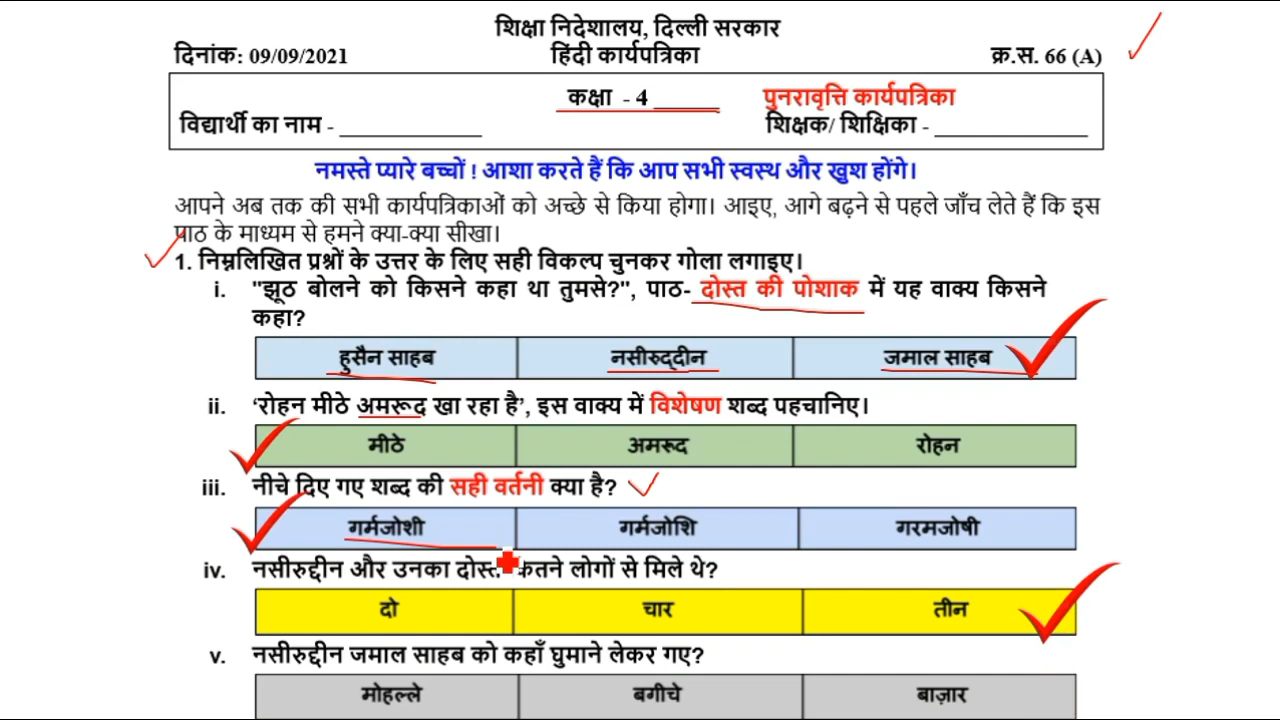 शिक्षा निदेशालय, दिल्ली सरकार
दिनांक: 09/09/2021 हिंदी कार्यपत्रिका क्र.स. 66 (A)
कक्षा - 4 ______ पुनरावृत्ति कार्यपत्रिका
विद्यार्थी का नाम - ____________ शिक्षक/ शिक्षिका - _____________
नमस्ते प्यारे बच्चों ! आशा करते हैं कि आप सभी स्वस्थ और खुश होंगे।
आपने अब तक की सभी कार्यपत्रिकाओं को अच्छे से किया होगा। आइए, आगे बढ़ने से पहले जाँच लेते हैं कि इस
पाठ के माध्यम से हमने क्या-क्या सीखा।
1. निम्नलिखित प्रश्नों के उत्तर के लिए सही विकल्प चुनकर गोला लगाइए।
i. "झूठ बोलने को किसने कहा था तुमसे?", पाठ- दोस्त की पोशाक में यह वाक्य किसने
कहा?
हुसैन साहब नसीरुद्दीन जमाल साहब
ii. ‘रोहन मीठे अमरूद खा रहा है’, इस वाक्य में विशेषण शब्द पहचानिए।
मीठे अमरूद रोहन
iii. नीचे दिए गए शब्द की सही वर्तनी क्या है?
गर्मजोशी गर्मजोशि गरमजोषी
iv. नसीरुद्दीन और उनका दोस्त कितने लोगों से मिले थे?
दो चार तीन
v. नसीरुद्दीन जमाल साहब को कहाँ घुमाने लेकर गए?
मोहल्ले बगीचे बाज़ार